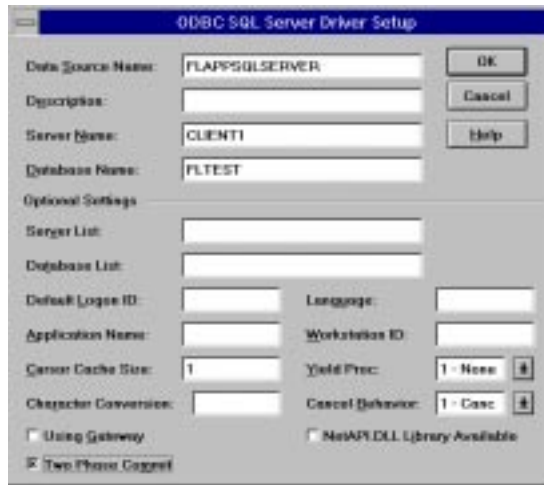 ODBC SQL Server Driver Setup
Data Source Name: FLAPPSQLSERVER
OK
Description:
Cancel
Server Name: CLIENT1
Help
Database Name: FLTEST
Optional Settings
Server List:
Database List:
Default Logon ID: Language:
Application Name: Workstation ID:
Cursor Cache Size: 1 Yield Proc: 1 - None
Character Conversion: Cancel Behavior: 1 - Canc
Using Gateway NetAPI.DLL Library Available
Two Phase Commit